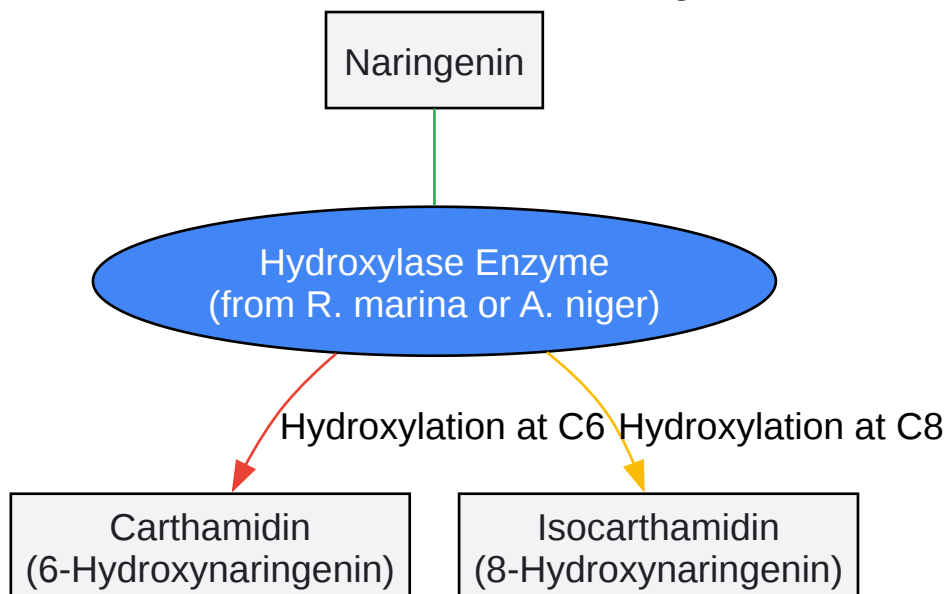 Naringenin
Hydroxylase Enzyme
(from R. marina or A. niger)
Hydroxylation at C6
Hydroxylation at C8
Carthamidin
(6-Hydroxynaringenin)
Isocarthamidin
(8-Hydroxynaringenin)